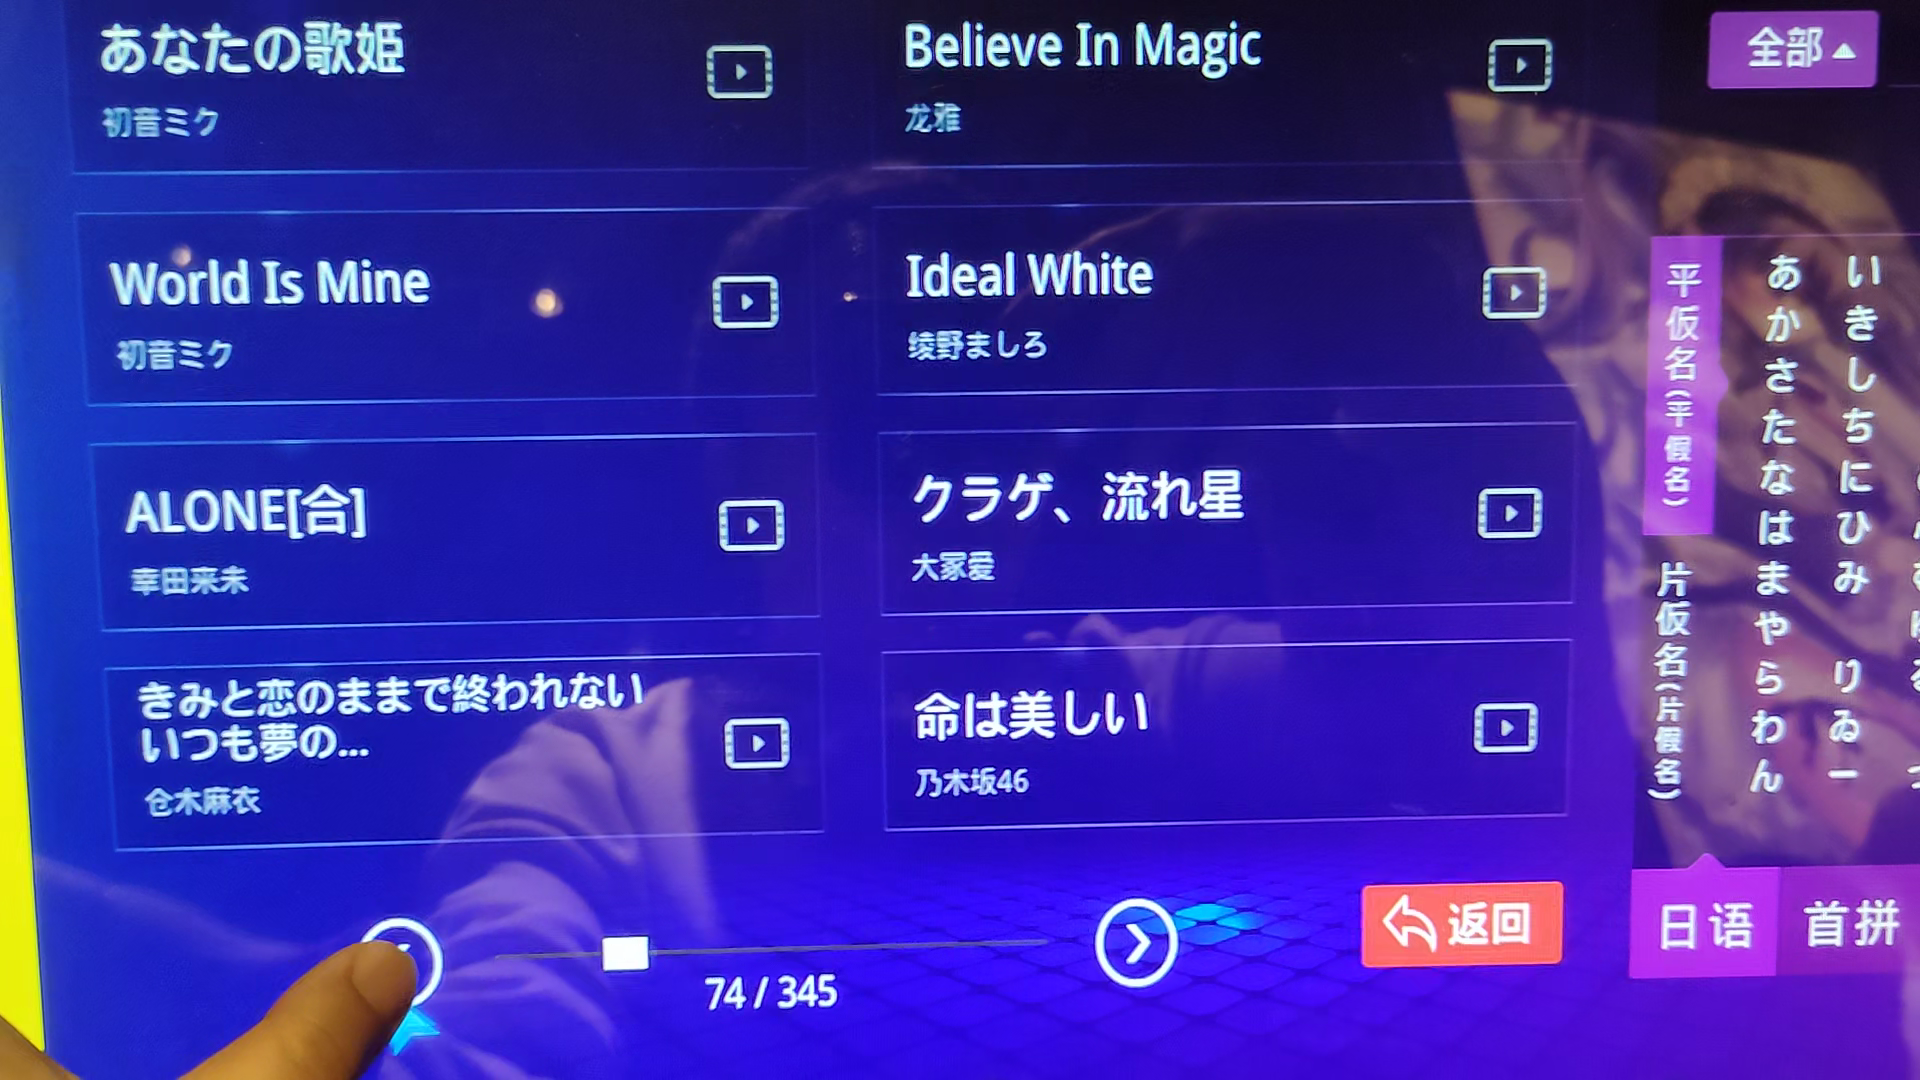 あなたの歌姫
初音ミク
Believe In Magic
龙雅
World Is Mine
初音ミク
Ideal White
绫野ましろ
ALONE[合]
幸田来未
クラゲ、流れ星
大冢爱
きみと恋のままで終われない
いつも夢の...
仓木麻衣
命は美しい
乃木坂46
74 / 345
返回
全部
平仮名(平假名)
片仮名(片假名)
あかさたなはまやらわん
いきしちにひみ りゐー
日语
首拼